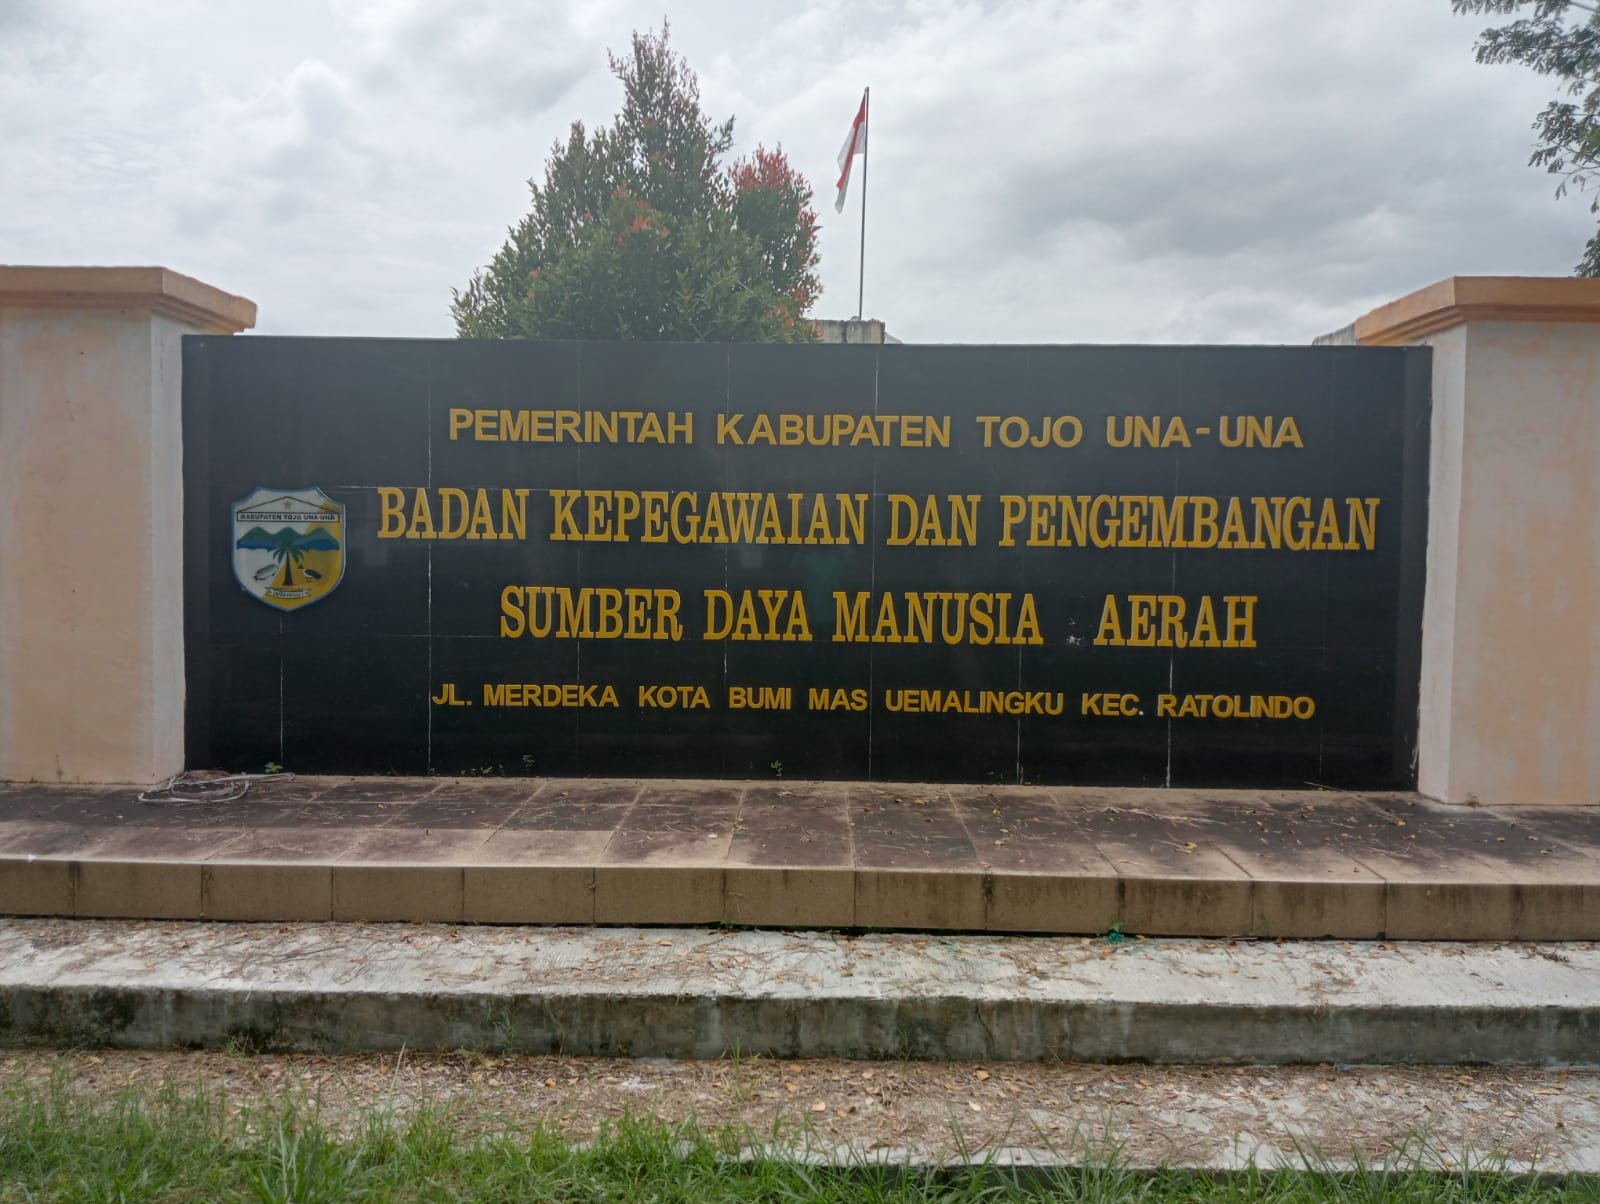 PEMERINTAH KABUPATEN TOJO UNA-UNA
KABUPATEN TOJO UNA-UNA
BADAN KEPEGAWAIAN DAN PENGEMBANGAN
SUMBER DAYA MANUSIA AERAH
JL. MERDEKA KOTA BUMI MAS UEMALINGKU KEC. RATOLINDO